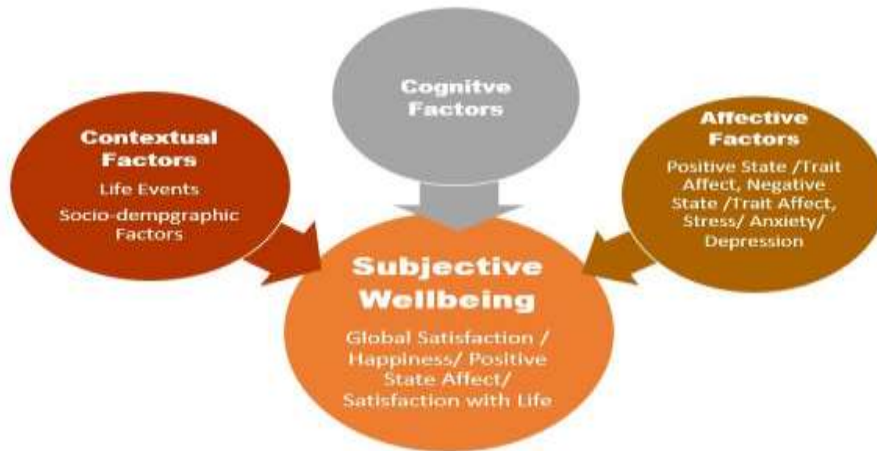 Contextual
Factors
Life Events
Socio-dempgraphic
Factors
Cognitve
Factors
Affective
Factors
Positive State /Trait
Affect, Negative
State /Trait Affect,
Stress/ Anxiety/
Depression
Subjective
Wellbeing
Global Satisfaction /
Happiness/ Positive
State Affect/
Satisfaction with Life